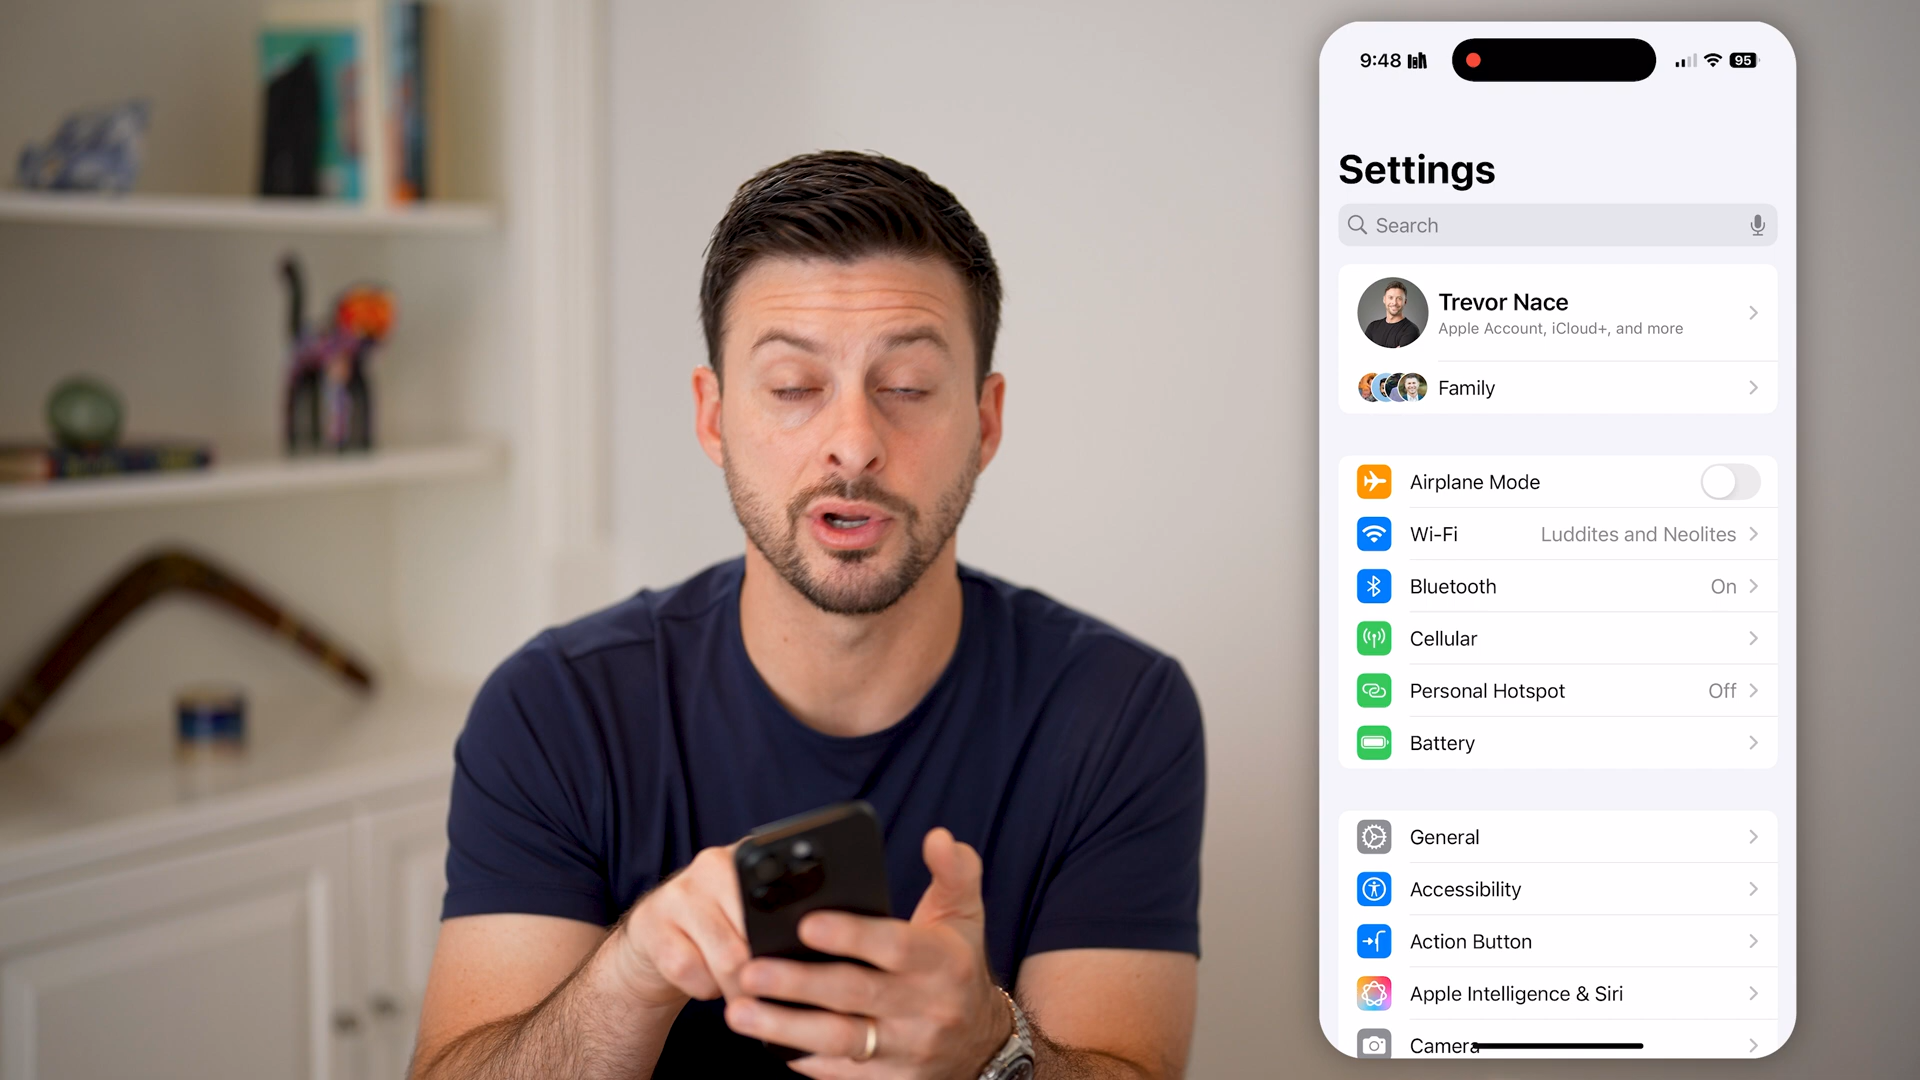 9:48
95
Settings
Search
Trevor Nace
Apple Account, iCloud+, and more
Family
Airplane Mode
Wi-Fi Luddites and Neolites
Bluetooth On
Cellular
Personal Hotspot Off
Battery
General
Accessibility
Action Button
Apple Intelligence & Siri
Camera